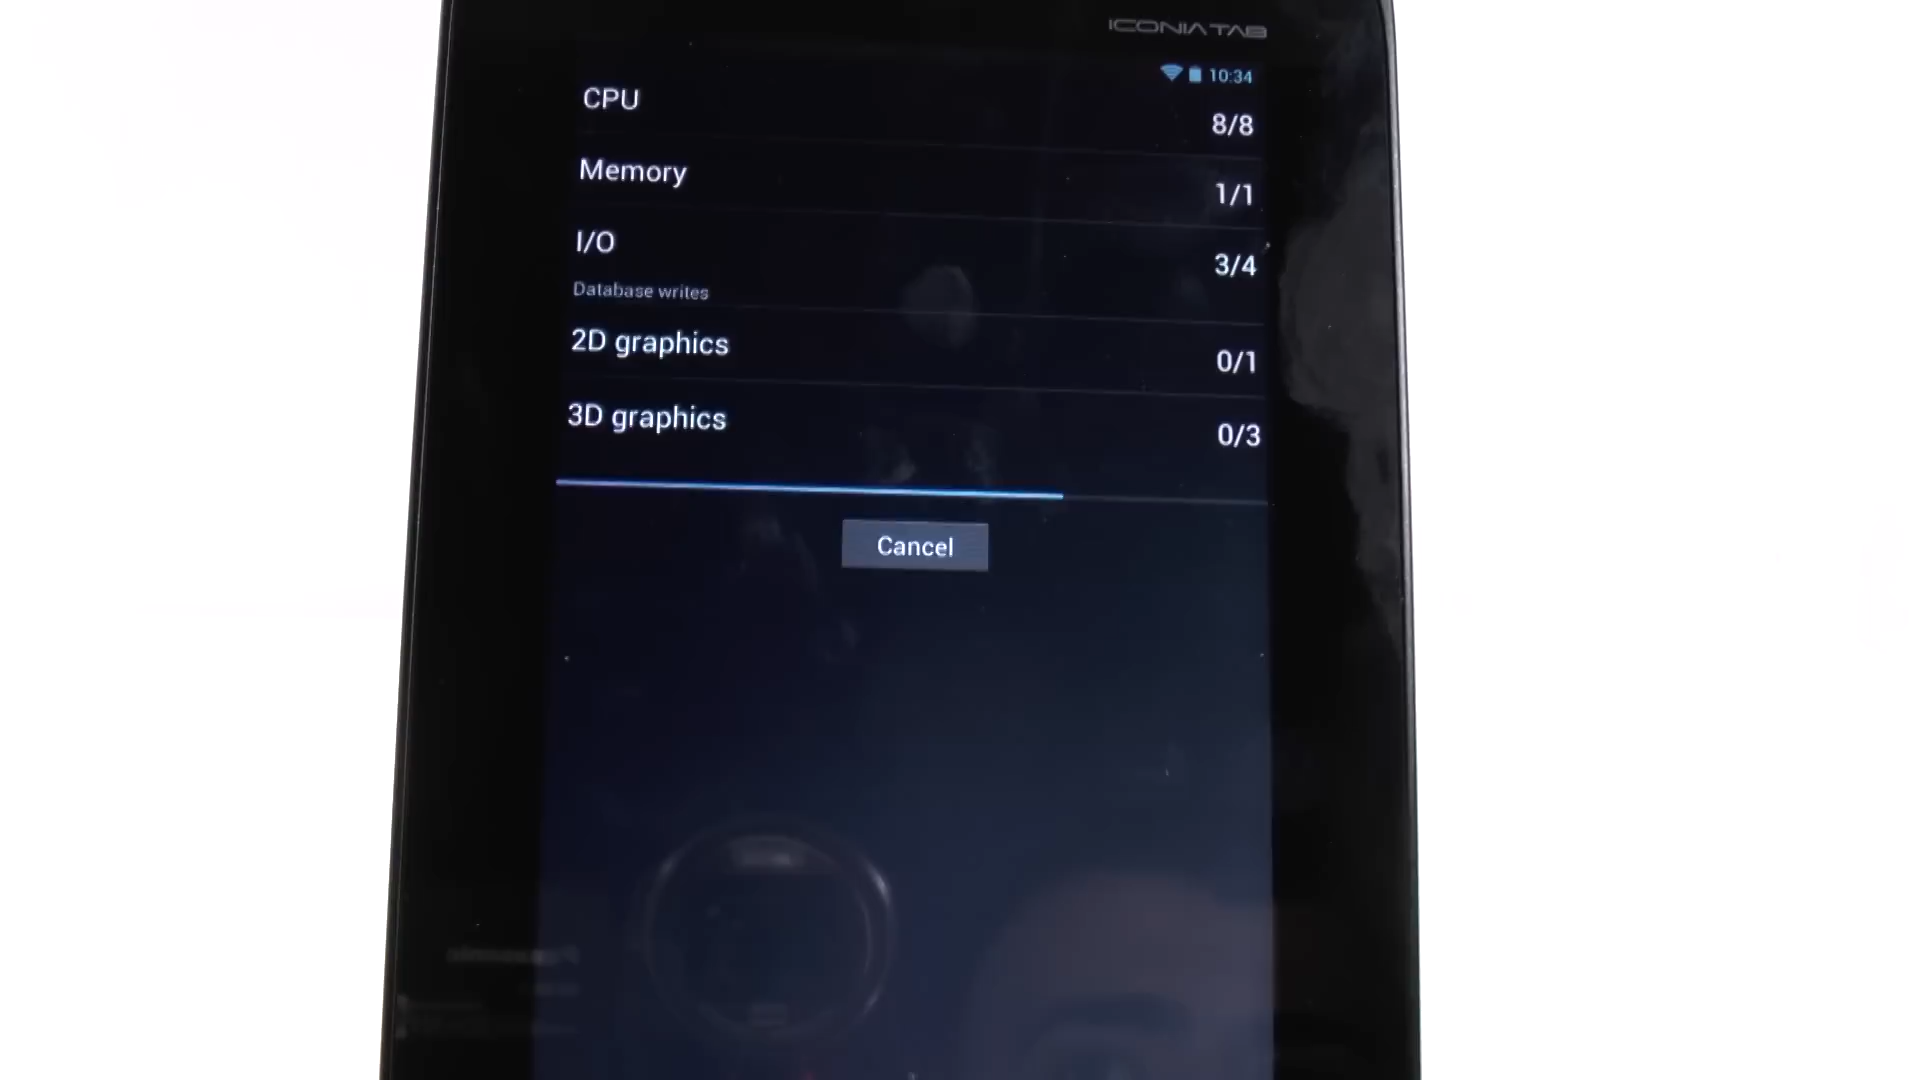 ICONIA TAB
10:34
CPU
8/8
Memory
1/1
I/O
3/4
Database writes
2D graphics
0/1
3D graphics
0/3
Cancel